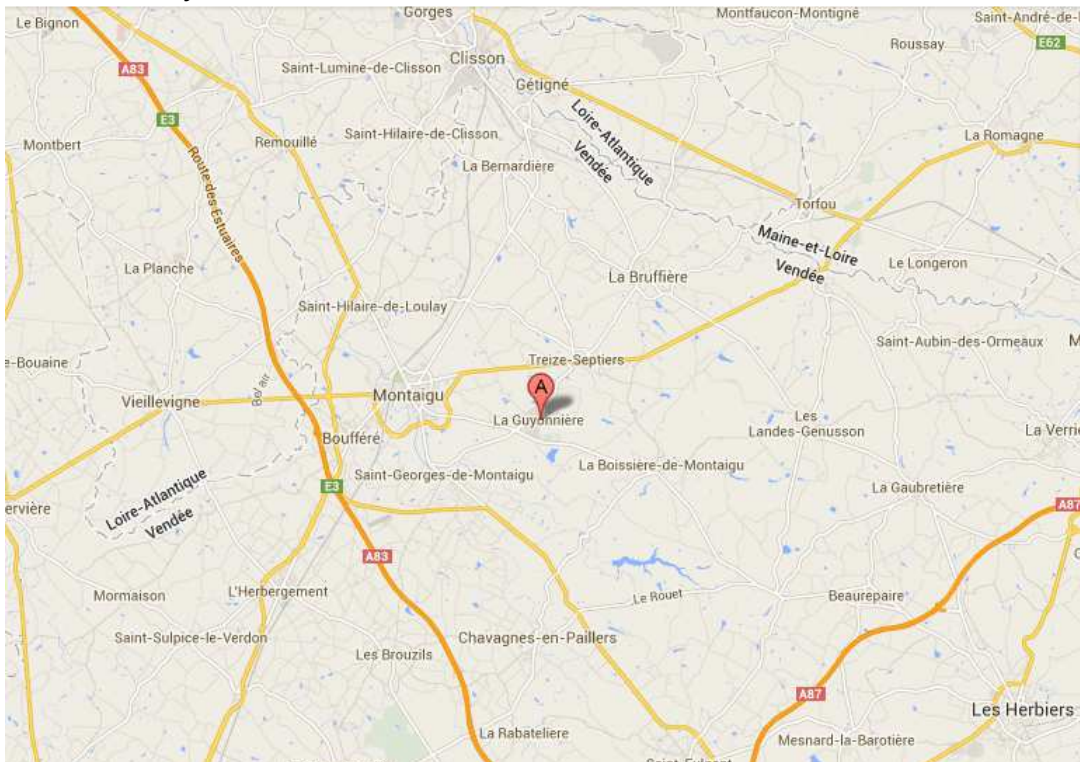 Le Bignon
Gorges
Montfaucon-Montigné
Saint-André-de-
Clisson
Roussay
E62
A83
Saint-Lumine-de-Clisson
Gétigné
E3
Montbert
Remouillé
Saint-Hilaire-de-Clisson
Loire-Atlantique
Vendée
La Romagne
La Bernardière
Route des Estuaires
Torfou
Maine-et-Loire
Vendée
La Planche
La Bruffière
Le Longeron
Saint-Hilaire-de-Loulay
Saint-Aubin-des-Ormeaux
M
e-Bouaine
Treize-Septiers
Bel air
A
Vieillevigne
Montaigu
La Guyonnière
Les
Landes-Genusson
La Verrie
Boufféré
Saint-Georges-de-Montaigu
La Boissière-de-Montaigu
E3
La Gaubretière
Loire-Atlantique
Vendée
ervière
A87
A83
L'Herbergement
Mormaison
Le Rouet
Beaurepaire
Saint-Sulpice-le-Verdon
Chavagnes-en-Paillers
Les Brouzils
A87
Les Herbiers
La Rabatelière
Mesnard-la-Barotière